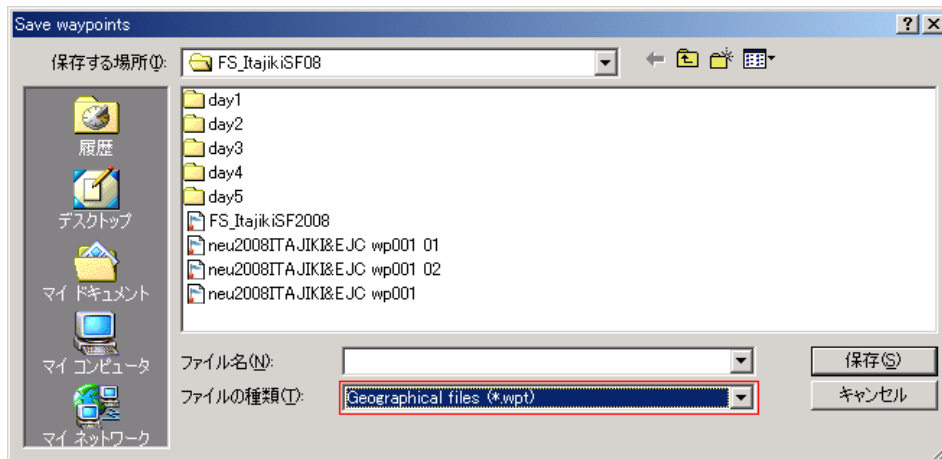 Save waypoints
保存する場所(I):
FS_ItajikiSF08
day1
day2
day3
day4
day5
FS_ItajikiSF2008
neu2008ITAJIKI&EJC wp001 01
neu2008ITAJIKI&EJC wp001 02
neu2008ITAJIKI&EJC wp001
履歴
デスクトップ
マイ ドキュメント
マイ コンピュータ
マイ ネットワーク
ファイル名(N):
保存(S)
ファイルの種類(T):
Geographical files (*.wpt)
キャンセル